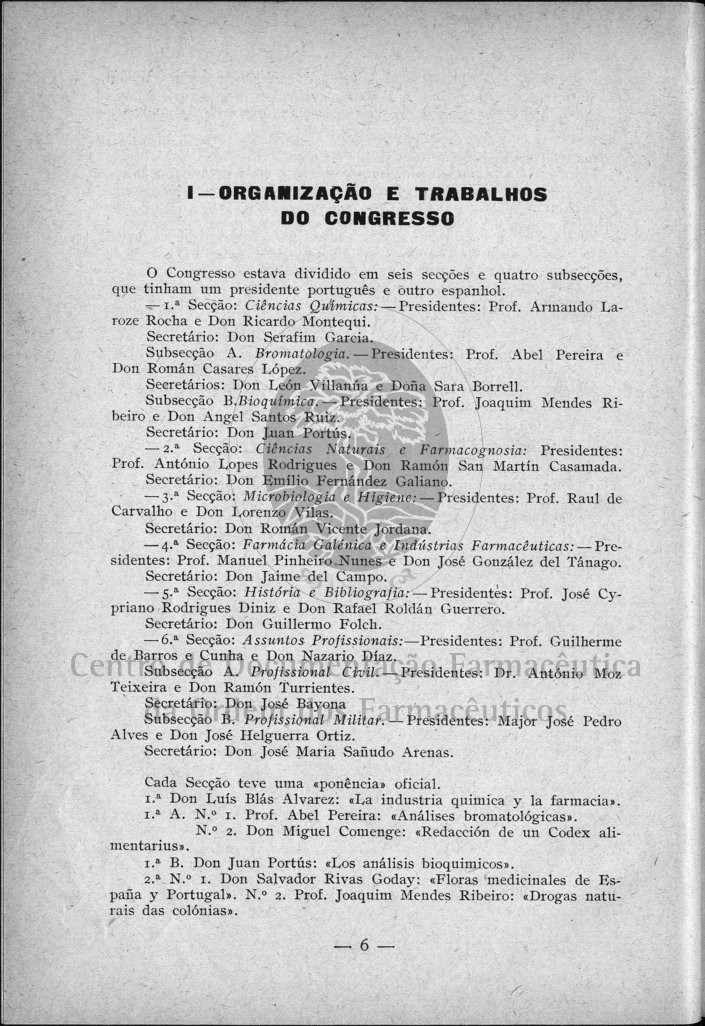 I—ORGANIZAÇÃO E TRABALHOS
DO CONGRESSO
O Congresso estava dividido em seis secções e quatro subsecções,
que tinham um presidente português e outro espanhol.
— 1.ª Secção: Ciências Químicas: — Presidentes: Prof. Armando La-
roze Rocha e Don Ricardo Montequi.
Secretário: Don Serafim Garcia.
Subsecção A. Bromatologia. — Presidentes: Prof. Abel Pereira e
Don Román Casares López.
Secretários: Don León Villanúa e Doña Sara Borrell.
Subsecção B. Bioquímica. — Presidentes: Prof. Joaquim Mendes Ri-
beiro e Don Angel Santos Ruiz.
Secretário: Don Juan Portús.
— 2.ª Secção: Ciências Naturais e Farmacognosia: Presidentes:
Prof. António Lopes Rodrigues e Don Ramón San Martín Casamada.
Secretário: Don Emílio Fernández Galiano.
— 3.ª Secção: Microbiologia e Higiene: — Presidentes: Prof. Raul de
Carvalho e Don Lorenzo Vilas.
Secretário: Don Román Vicente Jordana.
— 4.ª Secção: Farmácia Galénica e Indústrias Farmacêuticas: — Pre-
sidentes: Prof. Manuel Pinheiro Nunes e Don José González del Tánago.
Secretário: Don Jaime del Campo.
— 5.ª Secção: História e Bibliografia: — Presidentes: Prof. José Cy-
priano Rodrigues Diniz e Don Rafael Roldán Guerrero.
Secretário: Don Guillermo Folch.
— 6.ª Secção: Assuntos Profissionais:—Presidentes: Prof. Guilherme
de Barros e Cunha e Don Nazario Díaz.
Centro de Documentação Farmacêutica
Subsecção A. Profissional Civil. — Presidentes: Dr. António Moz
Teixeira e Don Ramón Turrientes.
Secretário: Don José Bayona
da Ordem dos Farmacêuticos
Subsecção B. Profissional Militar. — Presidentes: Major José Pedro
Alves e Don José Helguerra Ortiz.
Secretário: Don José Maria Sañudo Arenas.
Cada Secção teve uma «ponência» oficial.
1.ª Don Luís Blás Alvarez: «La industria quimica y la farmacia».
1.ª A. N.º 1. Prof. Abel Pereira: «Análises bromatológicas».
N.º 2. Don Miguel Comenge: «Redacción de un Codex ali-
mentarius».
1.ª B. Don Juan Portús: «Los análisis bioquimicos».
2.ª N.º 1. Don Salvador Rivas Goday: «Floras medicinales de Es-
paña y Portugal». N.º 2. Prof. Joaquim Mendes Ribeiro: «Drogas natu-
rais das colónias».
— 6 —